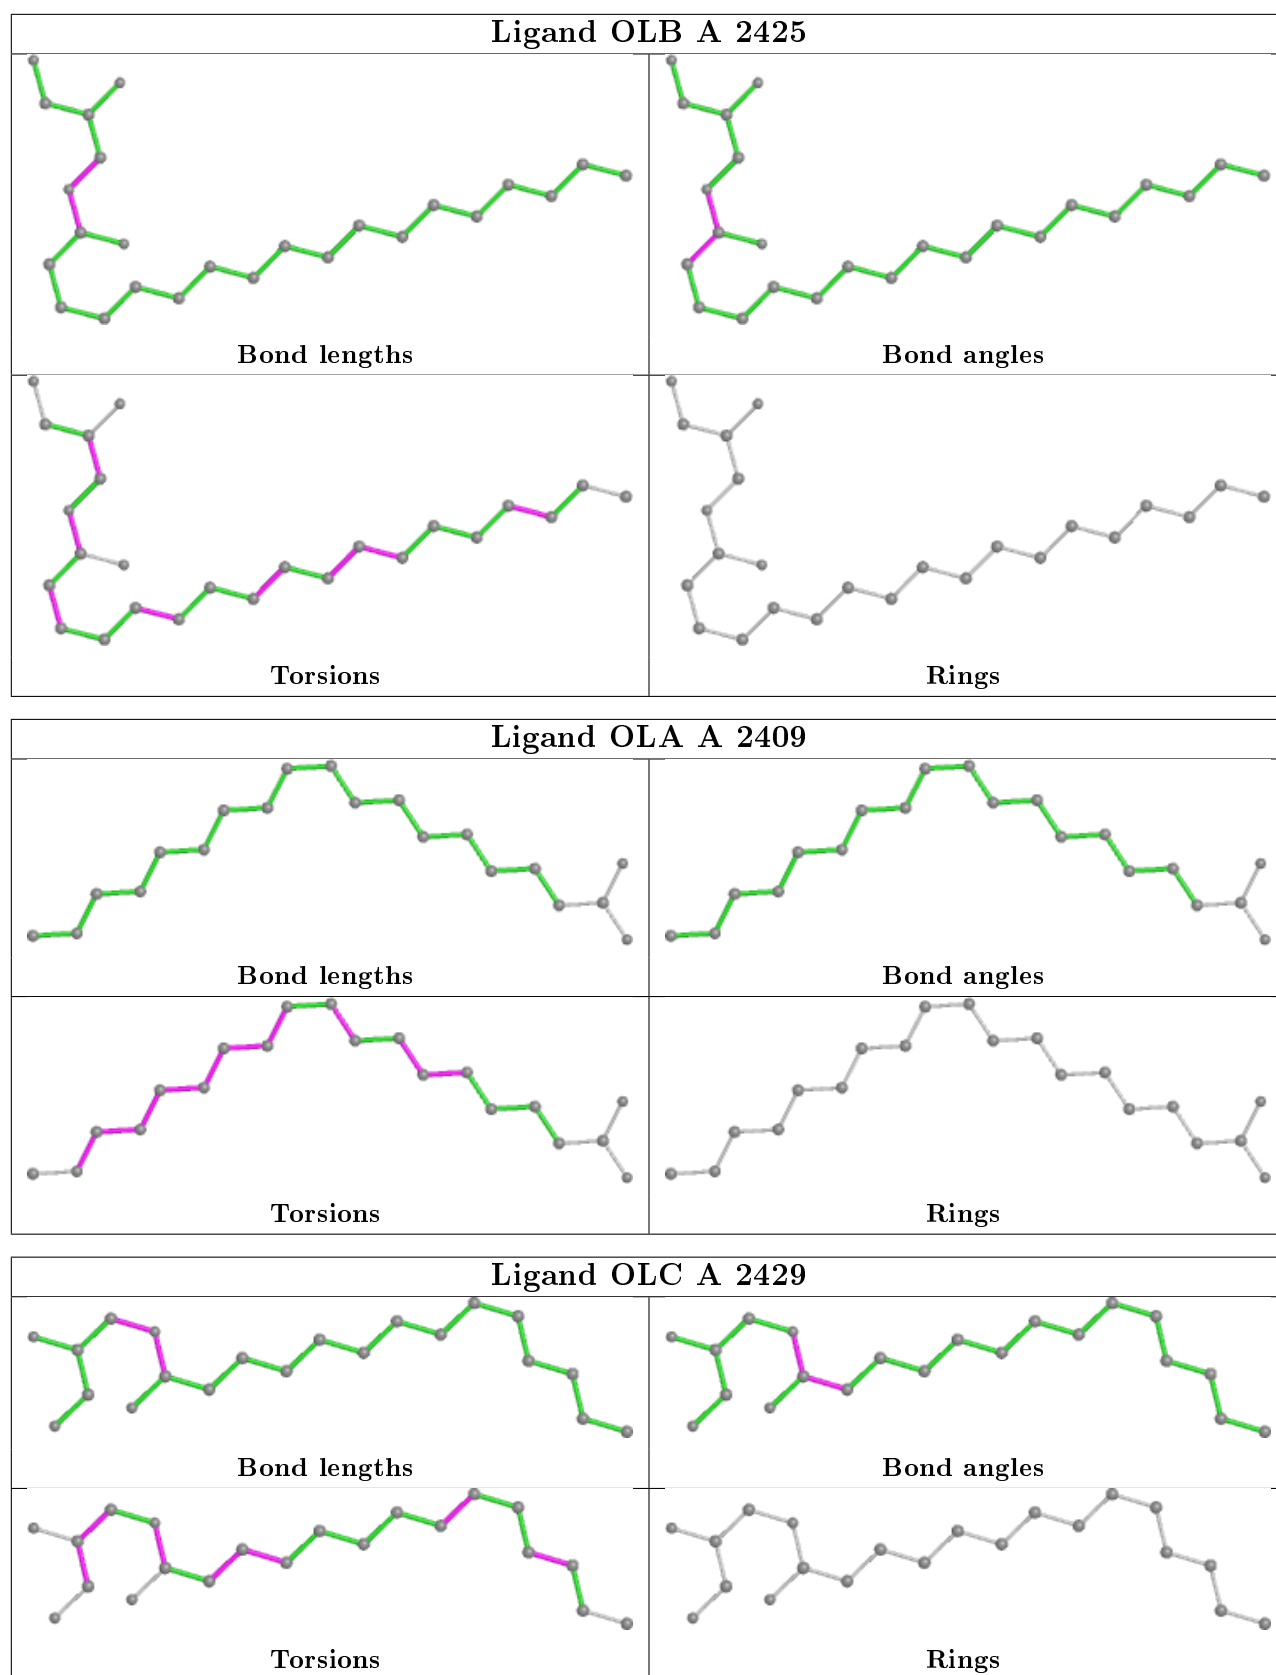 Ligand OLB A 2425
Bond lengths
Bond angles
Torsions
Rings
Ligand OLA A 2409
Bond lengths
Bond angles
Torsions
Rings
Ligand OLC A 2429
Bond lengths
Bond angles
Torsions
Rings